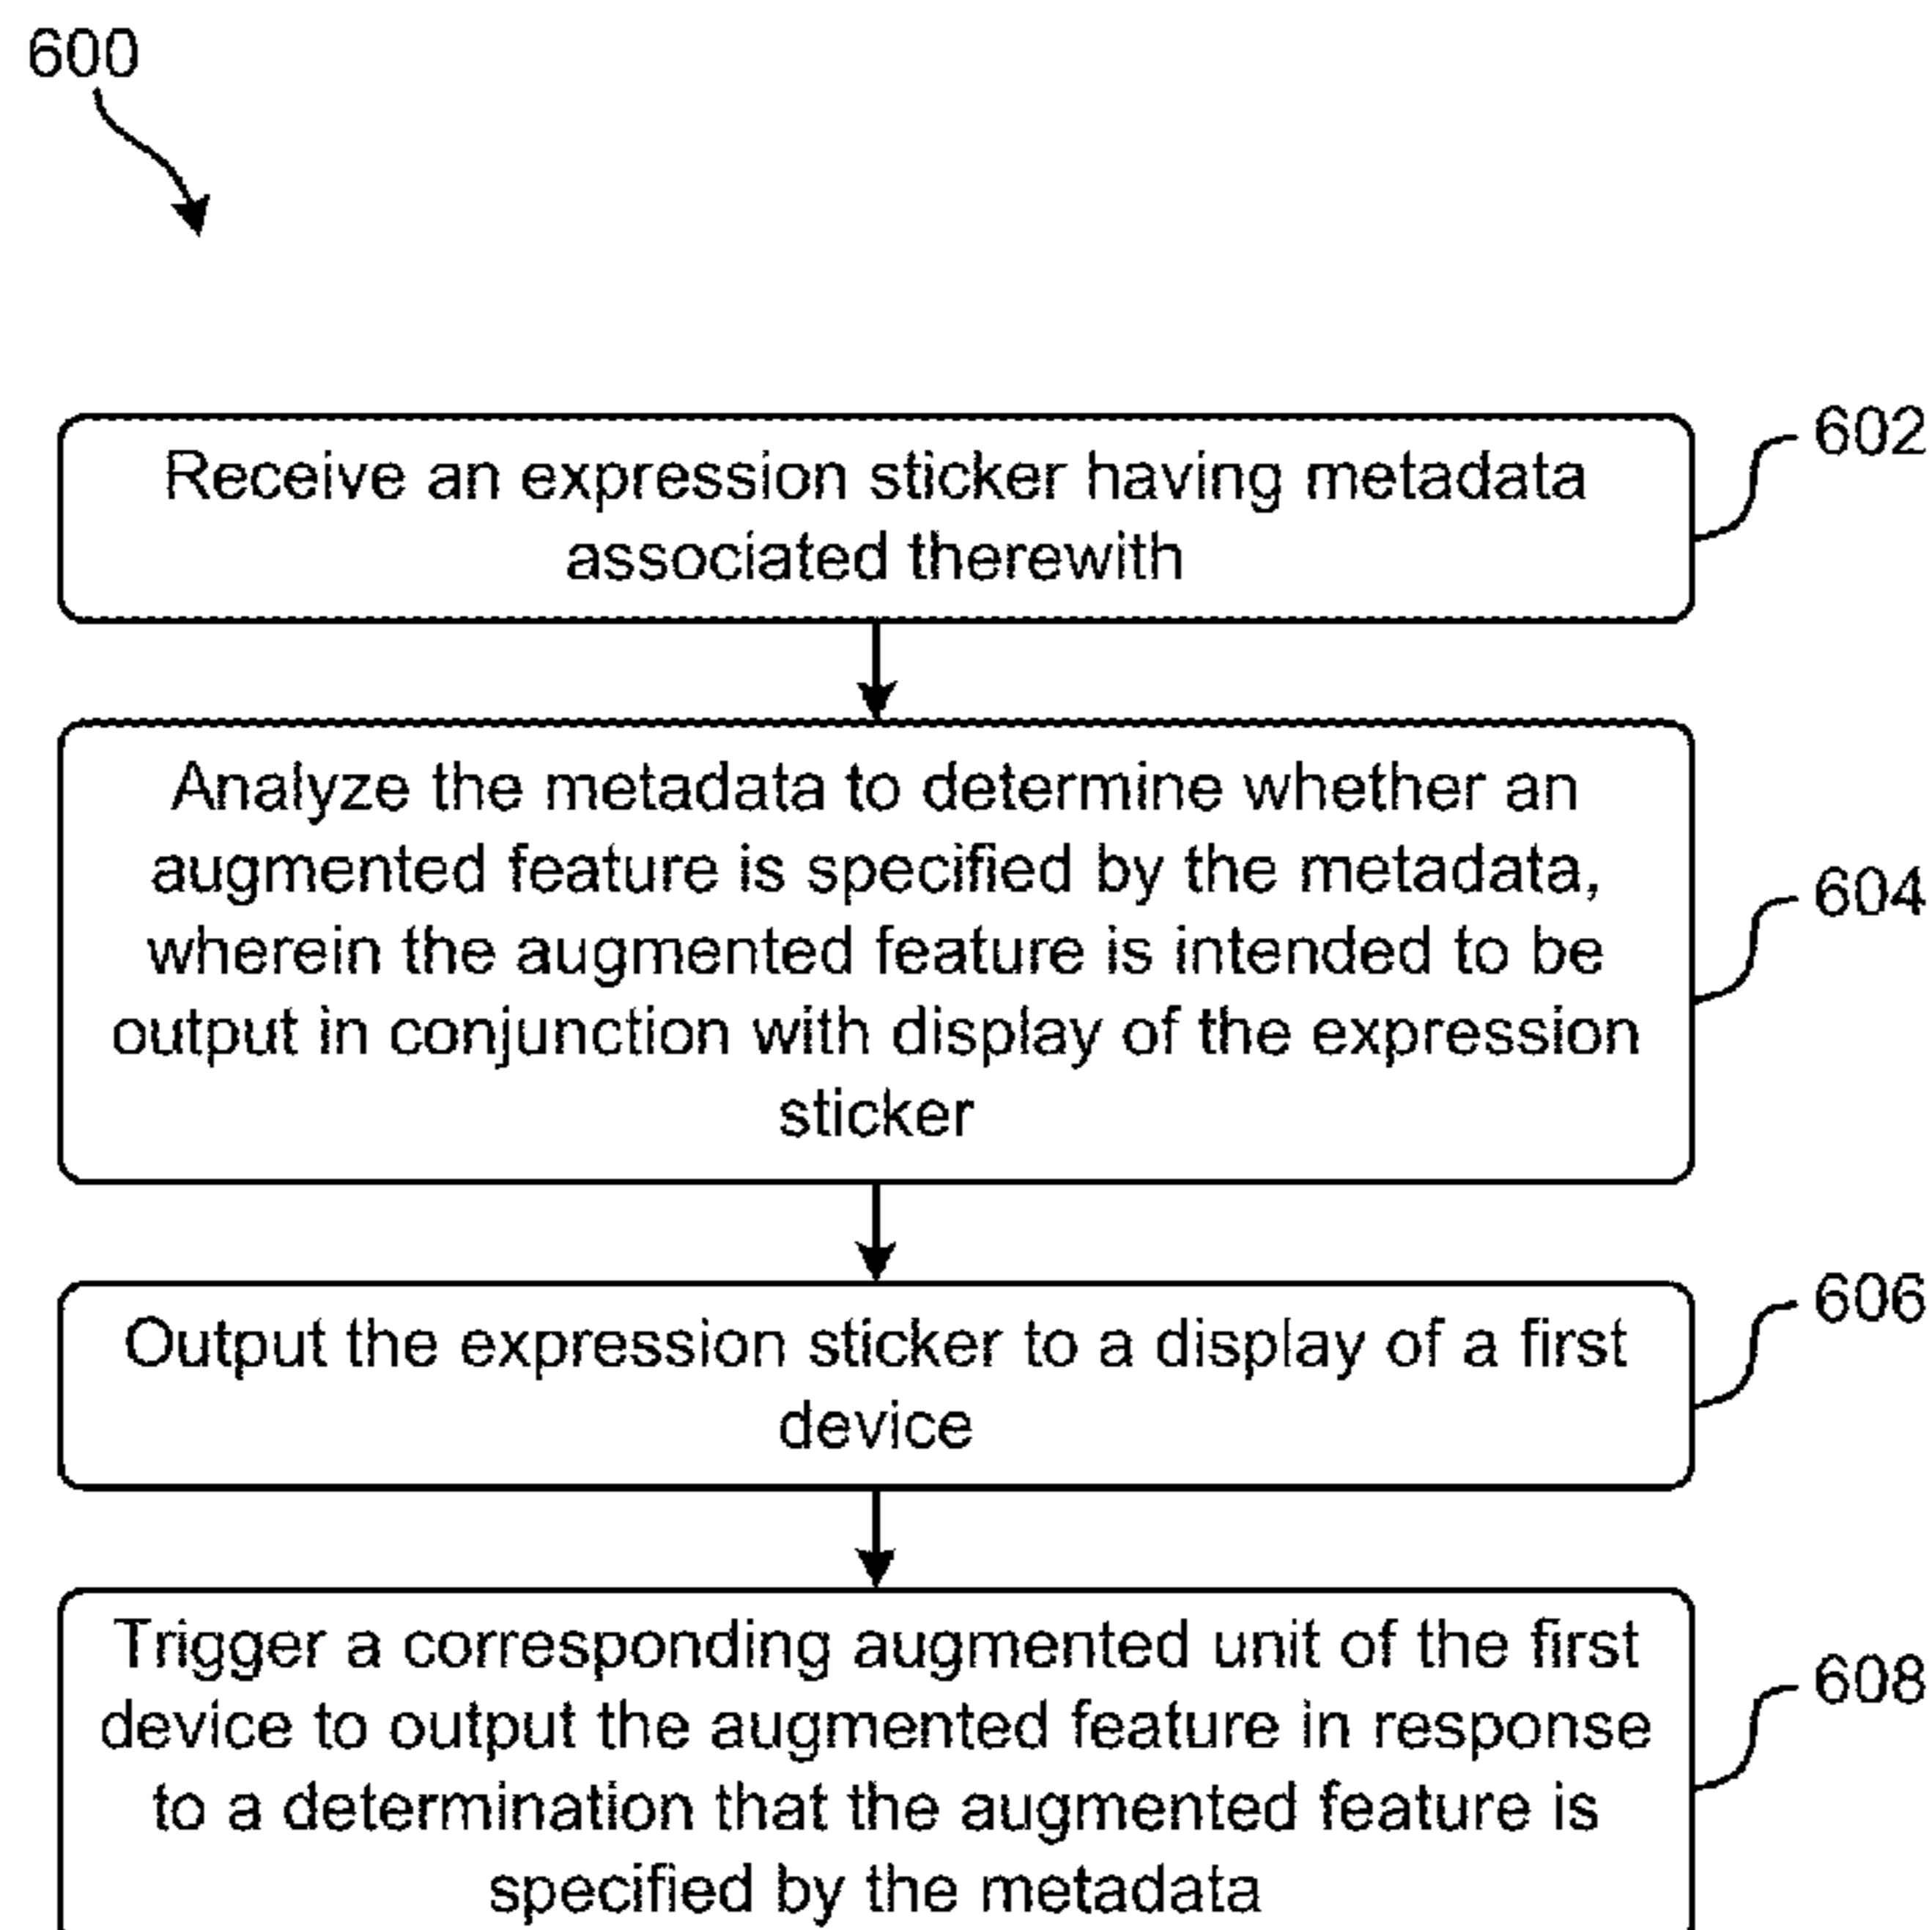 600
Receive an expression sticker having metadata
associated therewith
602
Analyze the metadata to determine whether an
augmented feature is specified by the metadata,
wherein the augmented feature is intended to be
output in conjunction with display of the expression
sticker
604
Output the expression sticker to a display of a first
device
606
Trigger a corresponding augmented unit of the first
device to output the augmented feature in response
to a determination that the augmented feature is
specified by the metadata
608